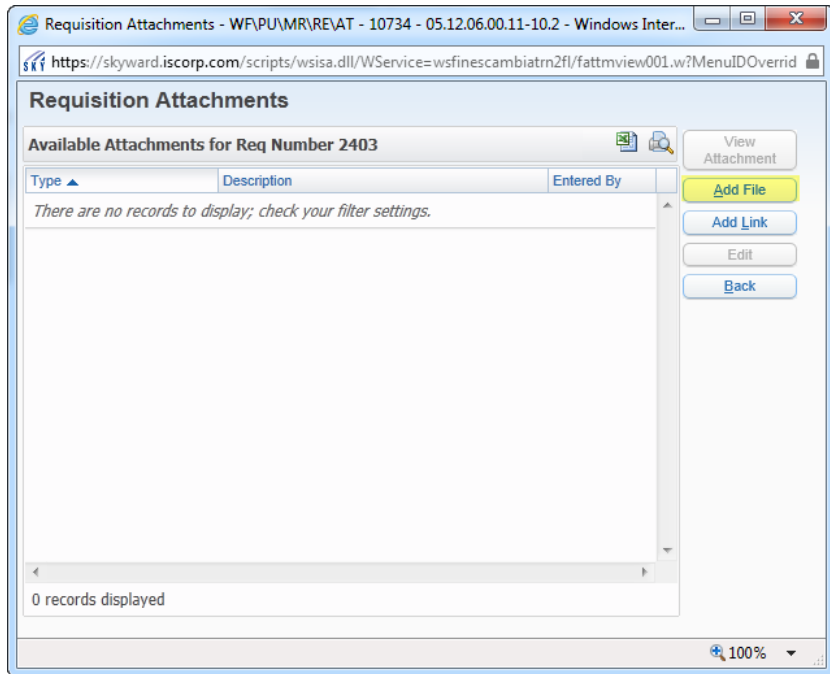 Requisition Attachments - WF\PU\MR\RE\AT - 10734 - 05.12.06.00.11-10.2 - Windows Inter...
SKY https://skyward.iscorp.com/scripts/wsisa.dll/WService=wsfinescambiatrn2fl/fattmview001.w?MenuIDOverrid
Requisition Attachments
Available Attachments for Req Number 2403
View
Attachment
Type Description Entered By
Add File
There are no records to display; check your filter settings.
Add Link
Edit
Back
0 records displayed
100%